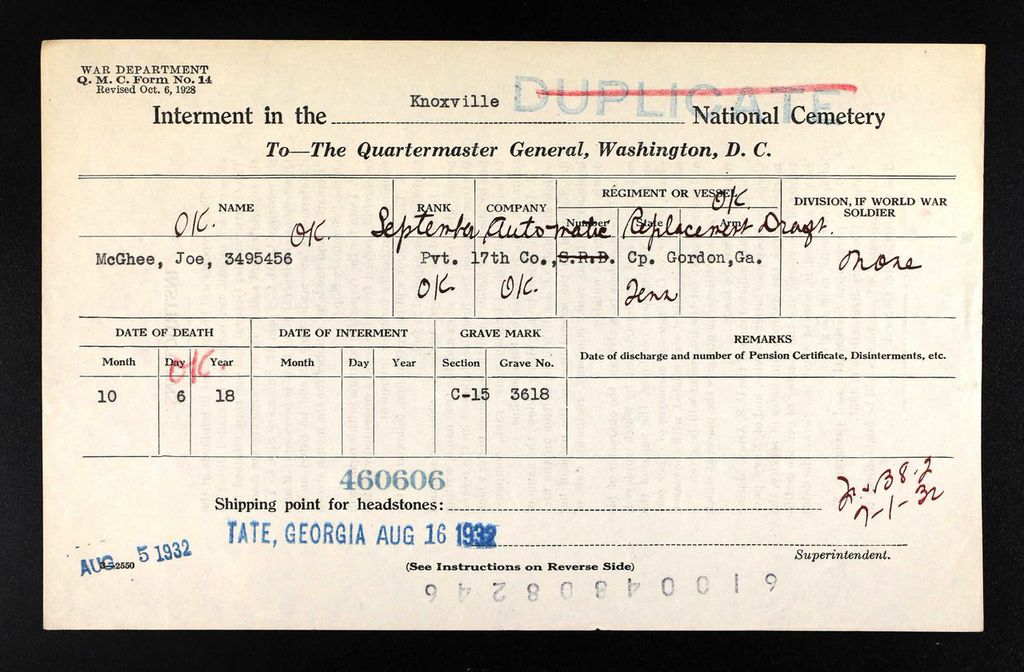 WAR DEPARTMENT
Q. M. C. Form No. 14
Revised Oct. 6, 1928
DUPLICATE
Interment in the Knoxville National Cemetery
To—The Quartermaster General, Washington, D. C.
NAME RANK COMPANY REGIMENT OR VESSEL DIVISION, IF WORLD WAR SOLDIER
Number State Arm
OK. OK. OK.
September Automatic Replacement Draft.
McGhee, Joe, 3495456 Pvt. 17th Co., S.R.D. Cp. Gordon, Ga. None
OK. OK. Tenn
DATE OF DEATH DATE OF INTERMENT GRAVE MARK REMARKS
Date of discharge and number of Pension Certificate, Disinterments, etc.
Month Day Year Month Day Year Section Grave No.
OK.
10 6 18 C-15 3618
460606
Shipping point for headstones:
7-1-32
TATE, GEORGIA AUG 16 1932
AUG 5 1932
3—2550
Superintendent.
(See Instructions on Reverse Side)